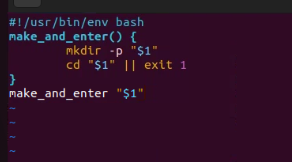 #!/usr/bin/env bash
make_and_enter() {
        mkdir -p "$1"
        cd "$1" || exit 1
}
make_and_enter "$1"
~
~
~
~